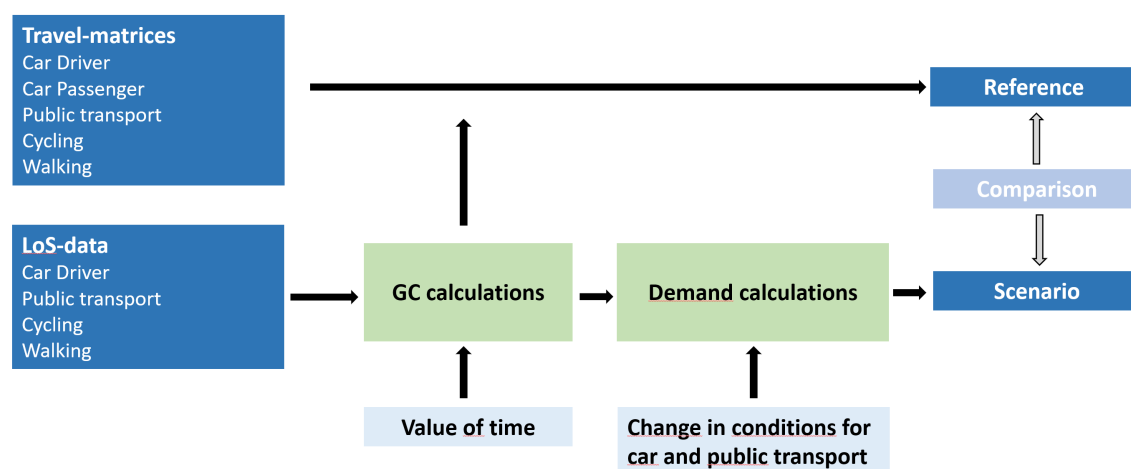 Travel-matrices
Car Driver
Car Passenger
Public transport
Cycling
Walking
Reference
Comparison
LoS-data
Car Driver
Public transport
Cycling
Walking
GC calculations
Demand calculations
Scenario
Value of time
Change in conditions for
car and public transport